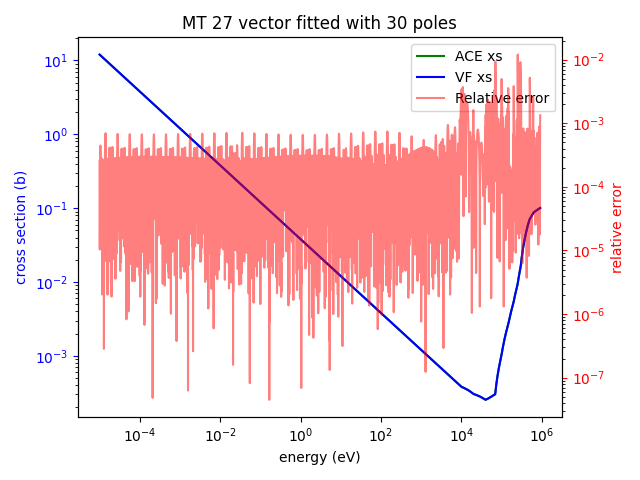 MT 27 vector fitted with 30 poles
ACE xs
VF xs
Relative error
cross section (b)
10¹
10⁰
10⁻¹
10⁻²
10⁻³
10⁻²
10⁻³
10⁻⁴
10⁻⁵
10⁻⁶
10⁻⁷
relative error
10⁻⁴
10⁻²
10⁰
10²
10⁴
10⁶
energy (eV)